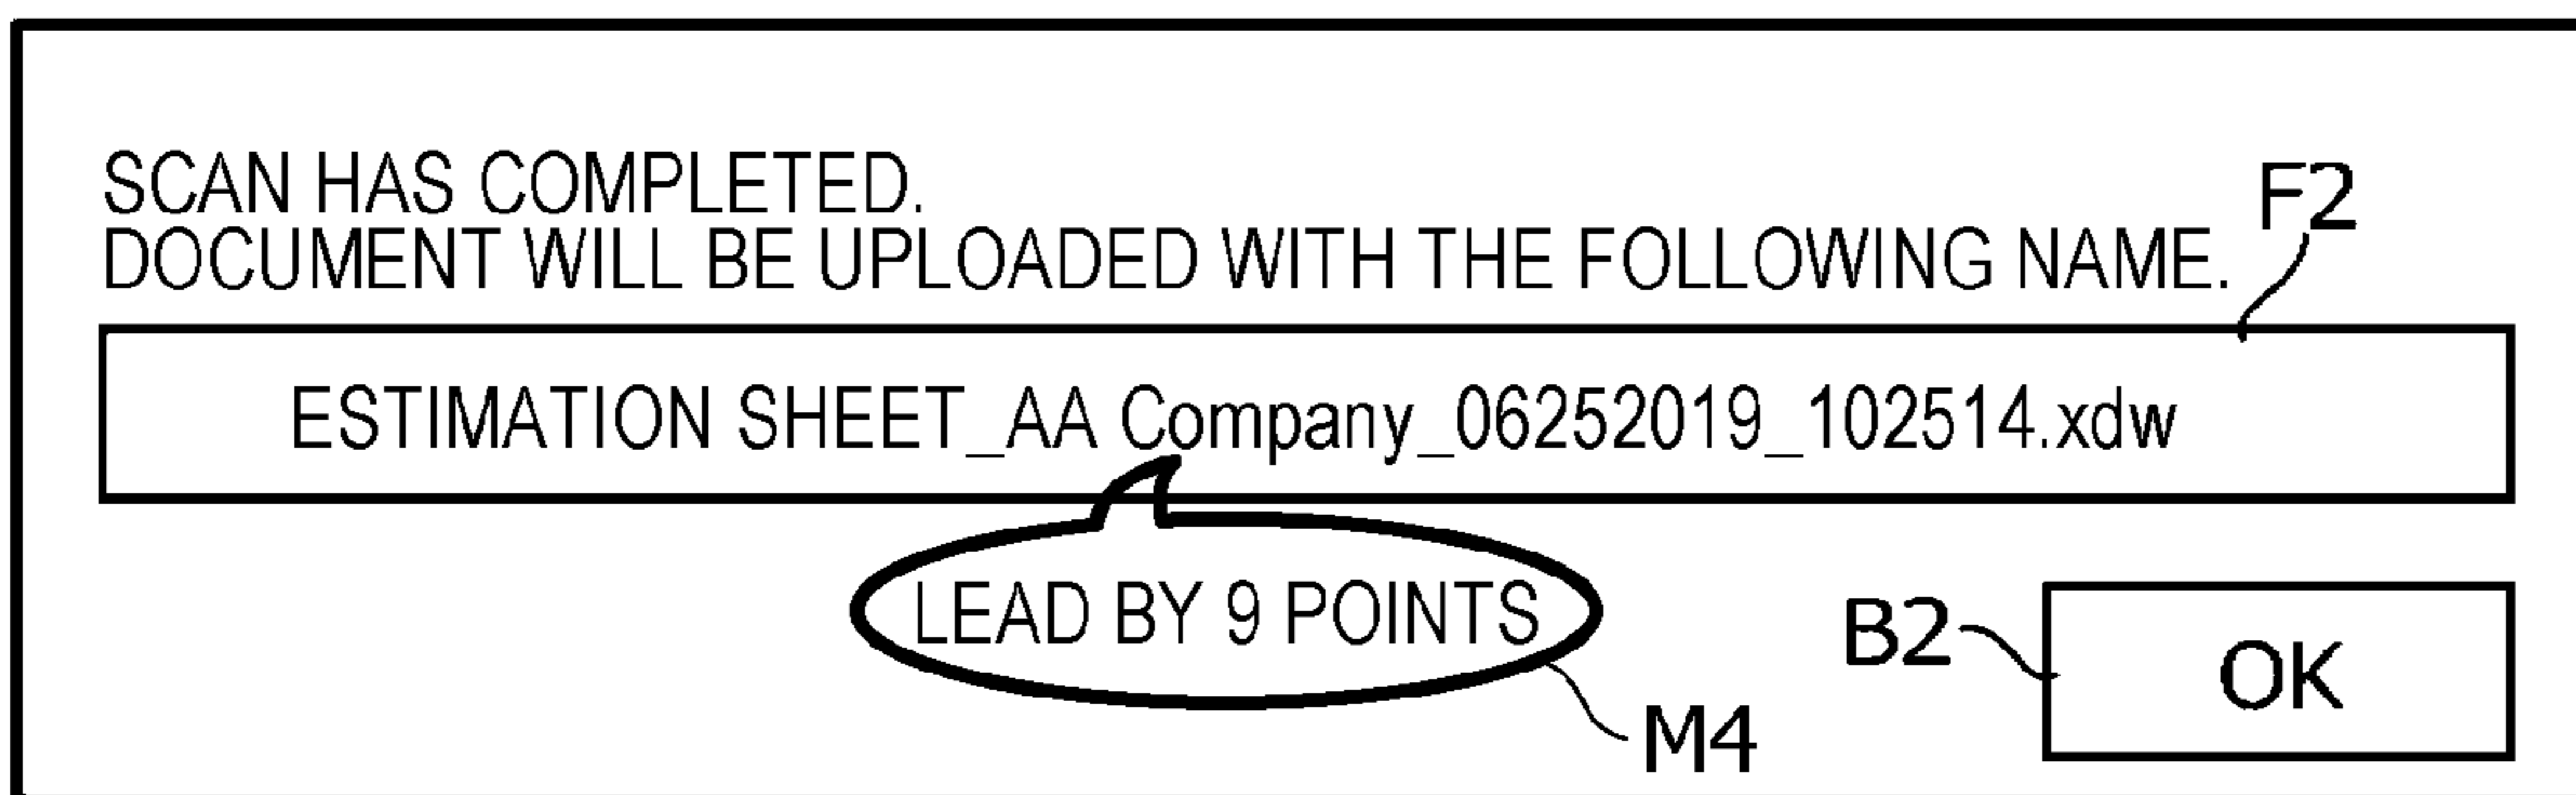 SCAN HAS COMPLETED.
DOCUMENT WILL BE UPLOADED WITH THE FOLLOWING NAME.
F2
ESTIMATION SHEET_AA Company_06252019_102514.xdw
LEAD BY 9 POINTS
M4
B2
OK